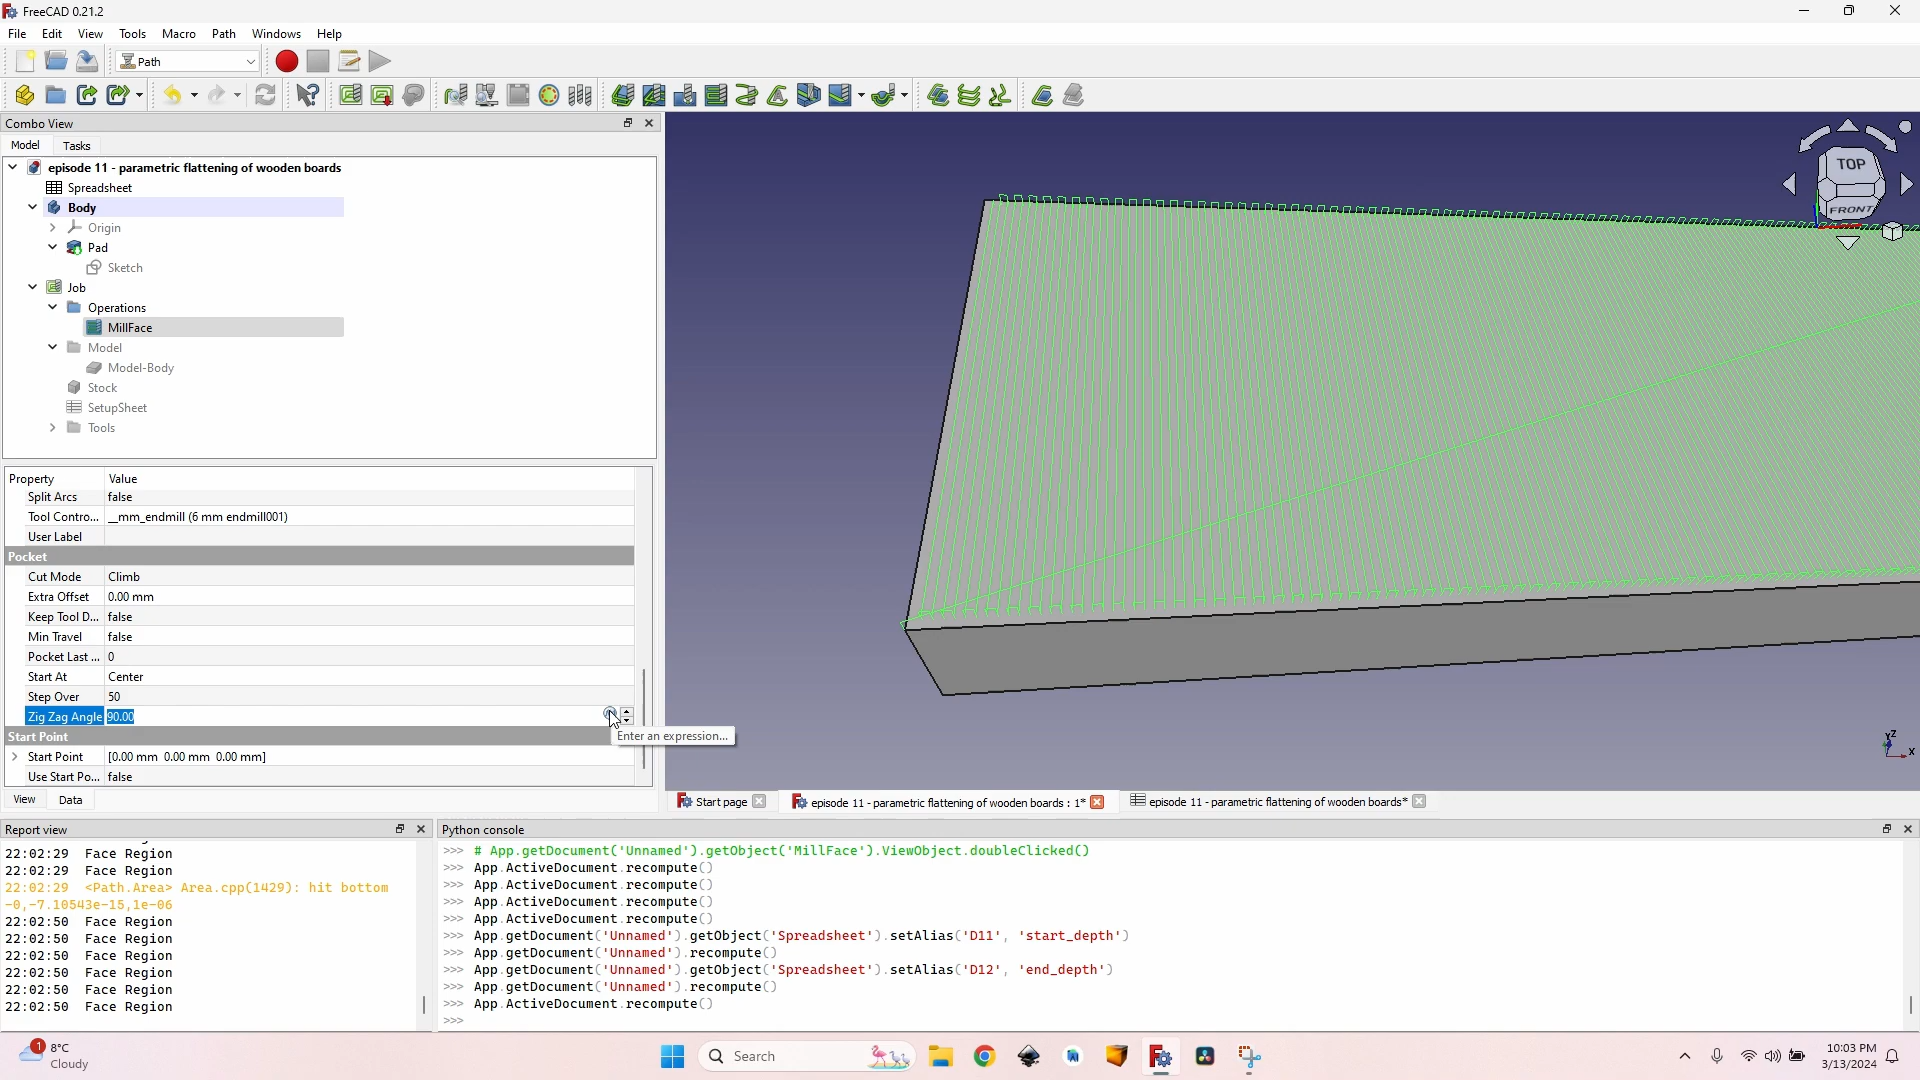 FreeCAD 0.21.2
File Edit View Tools Macro Path Windows Help
Path
Combo View
Model Tasks
episode 11 - parametric flattening of wooden boards
Spreadsheet
Body
Origin
Pad
Sketch
Job
Operations
MillFace
Model
Model-Body
Stock
SetupSheet
Tools
TOP
FRONT
Z
Y
X
Property Value
Split Arcs false
Tool Contro... __mm_endmill (6 mm endmill001)
User Label
Pocket
Cut Mode Climb
Extra Offset 0.00 mm
Keep Tool D... false
Min Travel false
Pocket Last ... 0
Start At Center
Step Over 50
Zig Zag Angle 90.00
Enter an expression...
Start Point
Start Point [0.00 mm 0.00 mm 0.00 mm]
Use Start Po... false
View Data
Start page episode 11 - parametric flattening of wooden boards : 1* episode 11 - parametric flattening of wooden boards*
Report view
22:02:29 Face Region
22:02:29 Face Region
22:02:29 <Path.Area> Area.cpp(1429): hit bottom
-0,-7.10543e-15,1e-06
22:02:50 Face Region
22:02:50 Face Region
22:02:50 Face Region
22:02:50 Face Region
22:02:50 Face Region
22:02:50 Face Region
Python console
>>> # App.getDocument('Unnamed').getObject('MillFace').ViewObject.doubleClicked()
>>> App.ActiveDocument.recompute()
>>> App.ActiveDocument.recompute()
>>> App.ActiveDocument.recompute()
>>> App.ActiveDocument.recompute()
>>> App.getDocument('Unnamed').getObject('Spreadsheet').setAlias('D11', 'start_depth')
>>> App.getDocument('Unnamed').recompute()
>>> App.getDocument('Unnamed').getObject('Spreadsheet').setAlias('D12', 'end_depth')
>>> App.getDocument('Unnamed').recompute()
>>> App.ActiveDocument.recompute()
>>>
1
8°C
Cloudy
Search
10:03 PM
3/13/2024